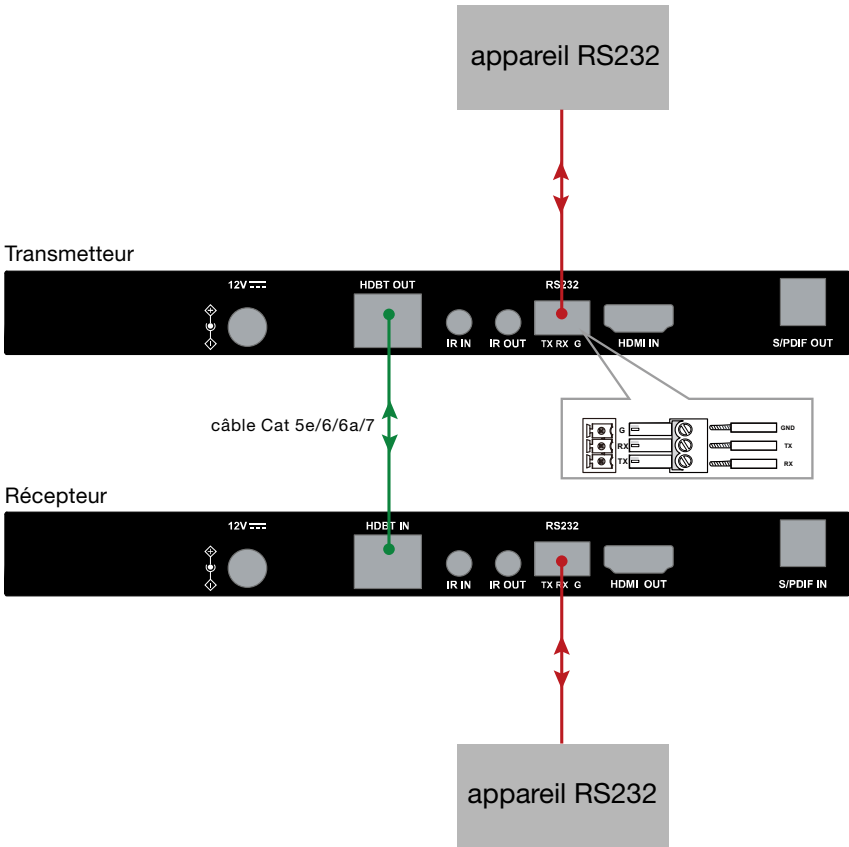 appareil RS232
Transmetteur
12V
HDBT OUT
RS232
IR IN
IR OUT
TX RX G
HDMI IN
S/PDIF OUT
G
GND
RX
TX
TX
RX
câble Cat 5e/6/6a/7
Récepteur
12V
HDBT IN
RS232
IR IN
IR OUT
TX RX G
HDMI OUT
S/PDIF IN
appareil RS232